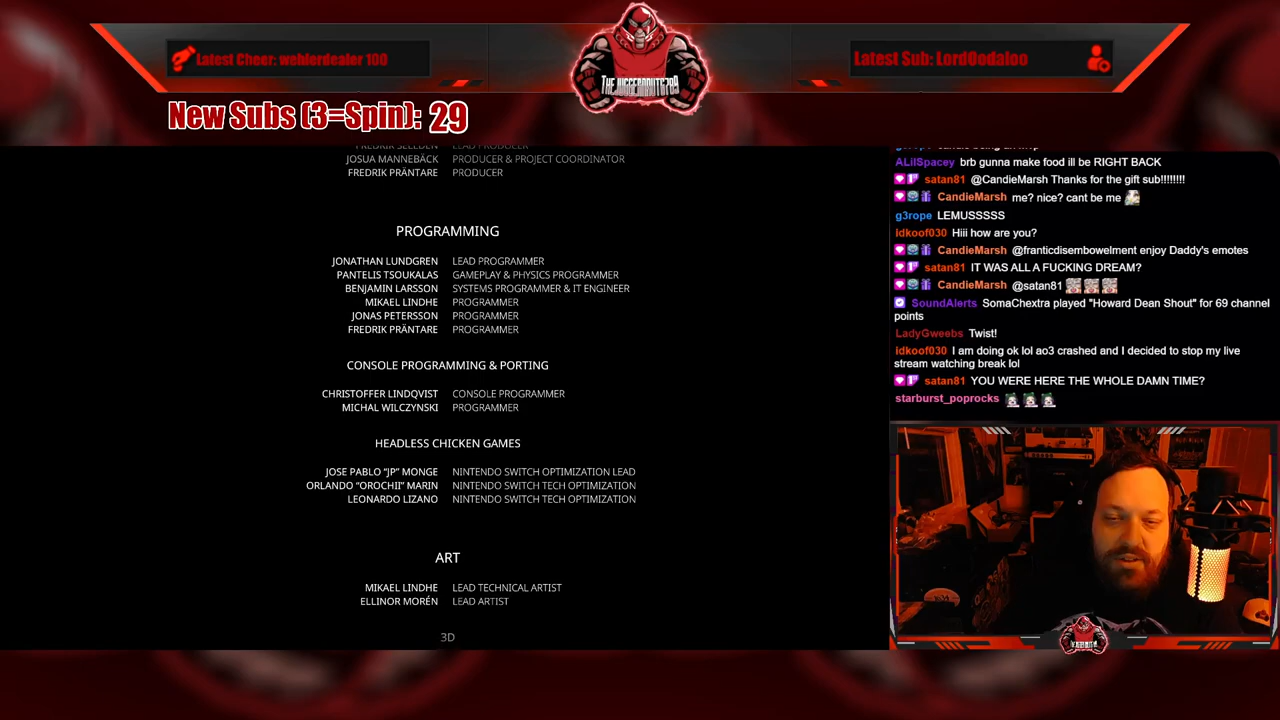 Latest Cheer: wehlerdealer 100
THEJUGGERNAUT6789
Latest Sub: LordOodaloo
New Subs (3=Spin): 29
LEAD PRODUCER
JOSUA MANNEBÄCK PRODUCER & PROJECT COORDINATOR
FREDRIK PRÄNTARE PRODUCER
PROGRAMMING
JONATHAN LUNDGREN LEAD PROGRAMMER
PANTELIS TSOUKALAS GAMEPLAY & PHYSICS PROGRAMMER
BENJAMIN LARSSON SYSTEMS PROGRAMMER & IT ENGINEER
MIKAEL LINDHE PROGRAMMER
JONAS PETERSSON PROGRAMMER
FREDRIK PRÄNTARE PROGRAMMER
CONSOLE PROGRAMMING & PORTING
CHRISTOFFER LINDQVIST CONSOLE PROGRAMMER
MICHAL WILCZYNSKI PROGRAMMER
HEADLESS CHICKEN GAMES
JOSE PABLO “JP” MONGE NINTENDO SWITCH OPTIMIZATION LEAD
ORLANDO “OROCHII” MARIN NINTENDO SWITCH TECH OPTIMIZATION
LEONARDO LIZANO NINTENDO SWITCH TECH OPTIMIZATION
ART
MIKAEL LINDHE LEAD TECHNICAL ARTIST
ELLINOR MORÉN LEAD ARTIST
3D
ALilSpacey brb gunna make food ill be RIGHT BACK
satan81 @CandieMarsh Thanks for the gift sub!!!!!!!!
CandieMarsh me? nice? cant be me
g3rope LEMUSSSSS
idkoof030 Hiii how are you?
CandieMarsh @franticdisembowelment enjoy Daddy's emotes
satan81 IT WAS ALL A FUCKING DREAM?
CandieMarsh @satan81
SoundAlerts SomaChextra played "Howard Dean Shout" for 69 channel
points
LadyGweebs Twist!
idkoof030 I am doing ok lol ao3 crashed and I decided to stop my live
stream watching break lol
satan81 YOU WERE HERE THE WHOLE DAMN TIME?
starburst_poprocks